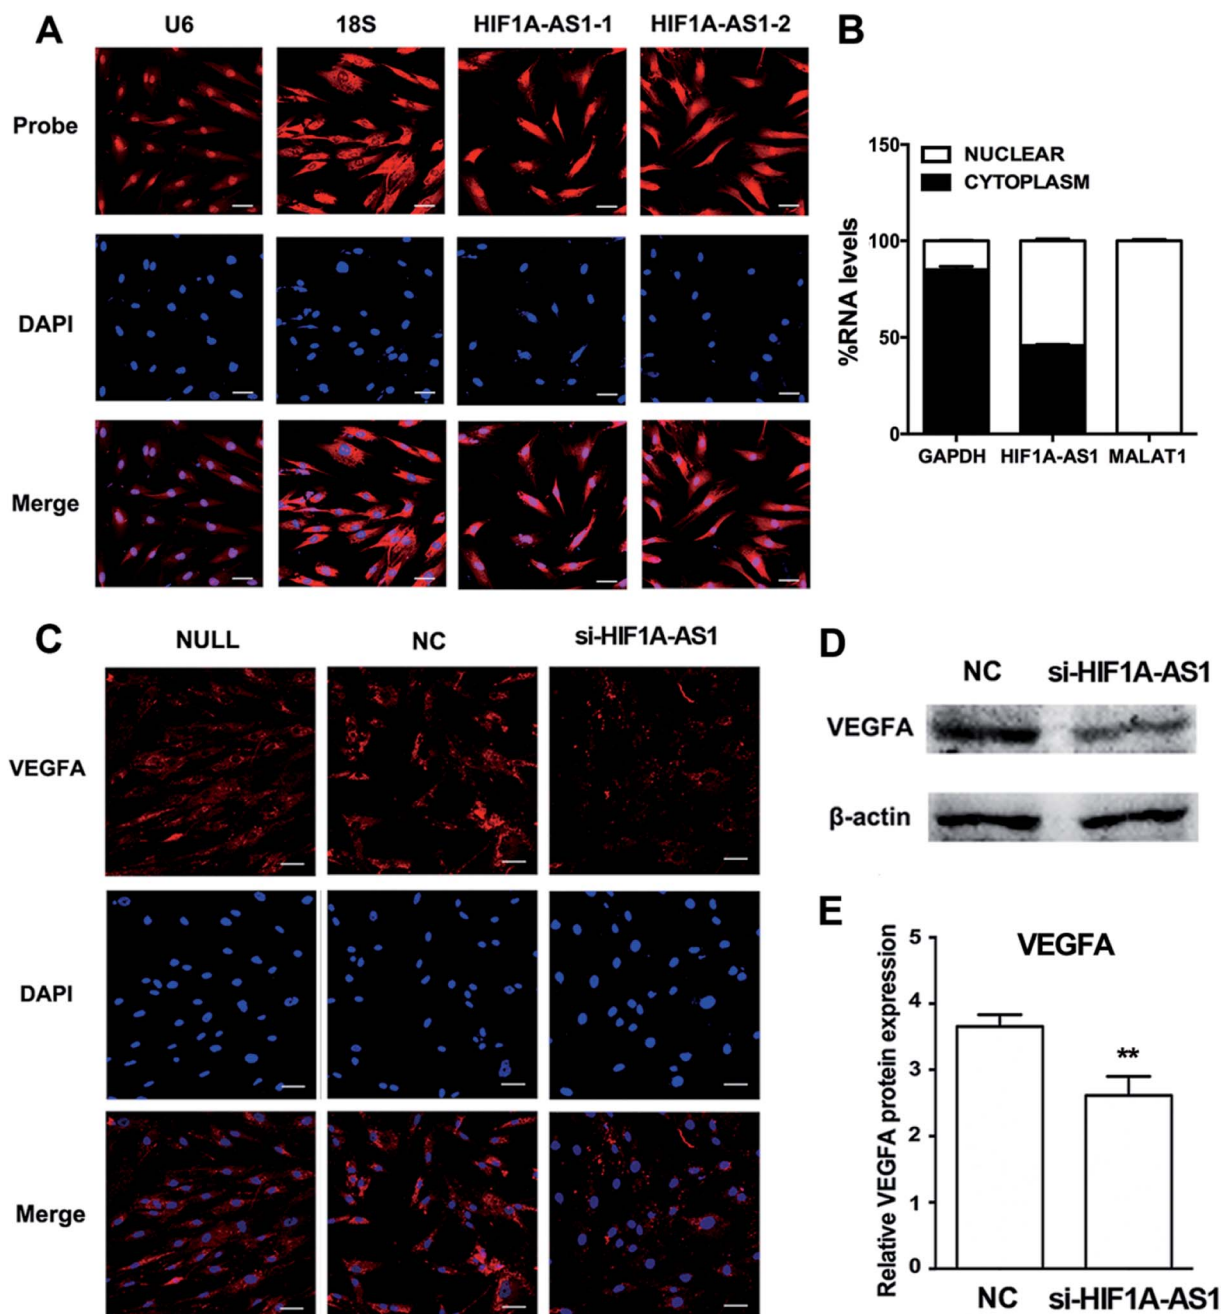 A
U6 18S HIF1A-AS1-1 HIF1A-AS1-2
Probe
DAPI
Merge
B
150
100
50
0
%RNA levels
NUCLEAR
CYTOPLASM
GAPDH HIF1A-AS1 MALAT1
C
NULL NC si-HIF1A-AS1
VEGFA
DAPI
Merge
D
NC si-HIF1A-AS1
VEGFA
β-actin
E
VEGFA
Relative VEGFA protein expression
5
4
3
2
1
0
**
NC si-HIF1A-AS1